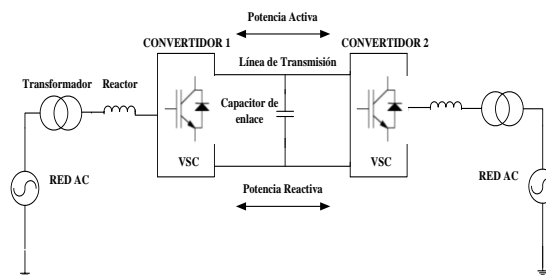 Potencia Activa
CONVERTIDOR 1
CONVERTIDOR 2
Línea de Transmisión
Transformador
Reactor
Capacitor de
enlace
VSC
VSC
RED AC
RED AC
Potencia Reactiva